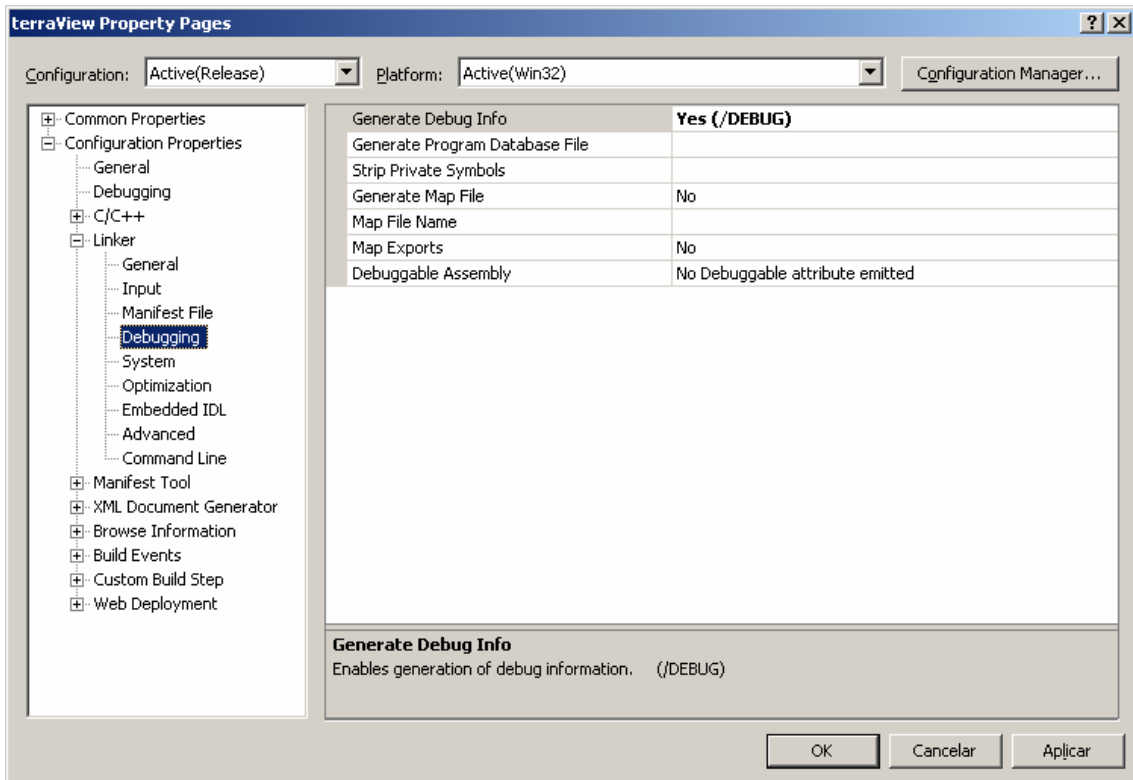 terraView Property Pages
Configuration: Active(Release) Platform: Active(Win32) Configuration Manager...
Common Properties
Configuration Properties
General
Debugging
C/C++
Linker
General
Input
Manifest File
Debugging
System
Optimization
Embedded IDL
Advanced
Command Line
Manifest Tool
XML Document Generator
Browse Information
Build Events
Custom Build Step
Web Deployment
Generate Debug Info Yes (/DEBUG)
Generate Program Database File
Strip Private Symbols
Generate Map File No
Map File Name
Map Exports No
Debuggable Assembly No Debuggable attribute emitted
Generate Debug Info
Enables generation of debug information. (/DEBUG)
OK Cancelar Aplicar